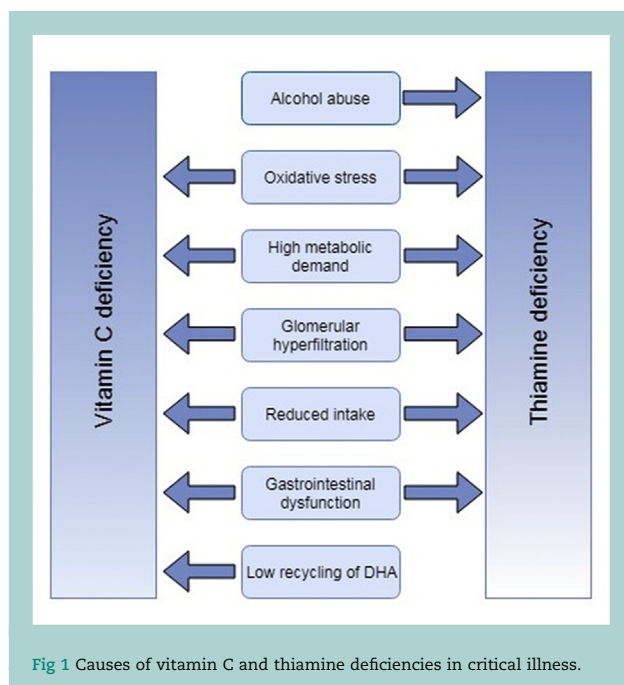 Vitamin C deficiency
Alcohol abuse
Oxidative stress
High metabolic
demand
Glomerular
hyperfiltration
Reduced intake
Gastrointestinal
dysfunction
Low recycling of DHA
Thiamine deficiency
Fig 1 Causes of vitamin C and thiamine deficiencies in critical illness.